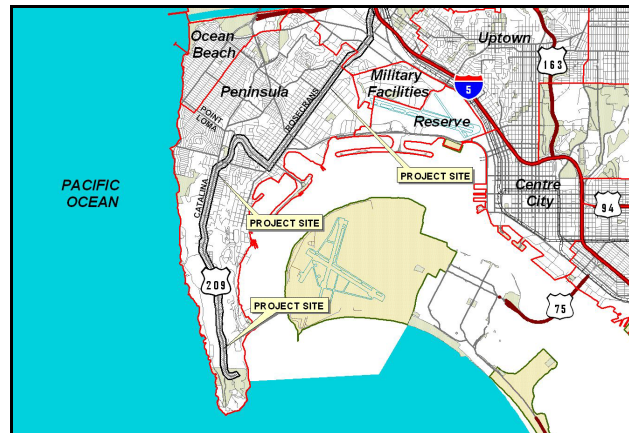 Ocean
Beach
Uptown
163
Military
Facilities
5
Peninsula
Reserve
ROSECRANS
POINT
LOMA
PROJECT SITE
PACIFIC
OCEAN
CATALINA
Centre
City
94
PROJECT SITE
209
PROJECT SITE
75